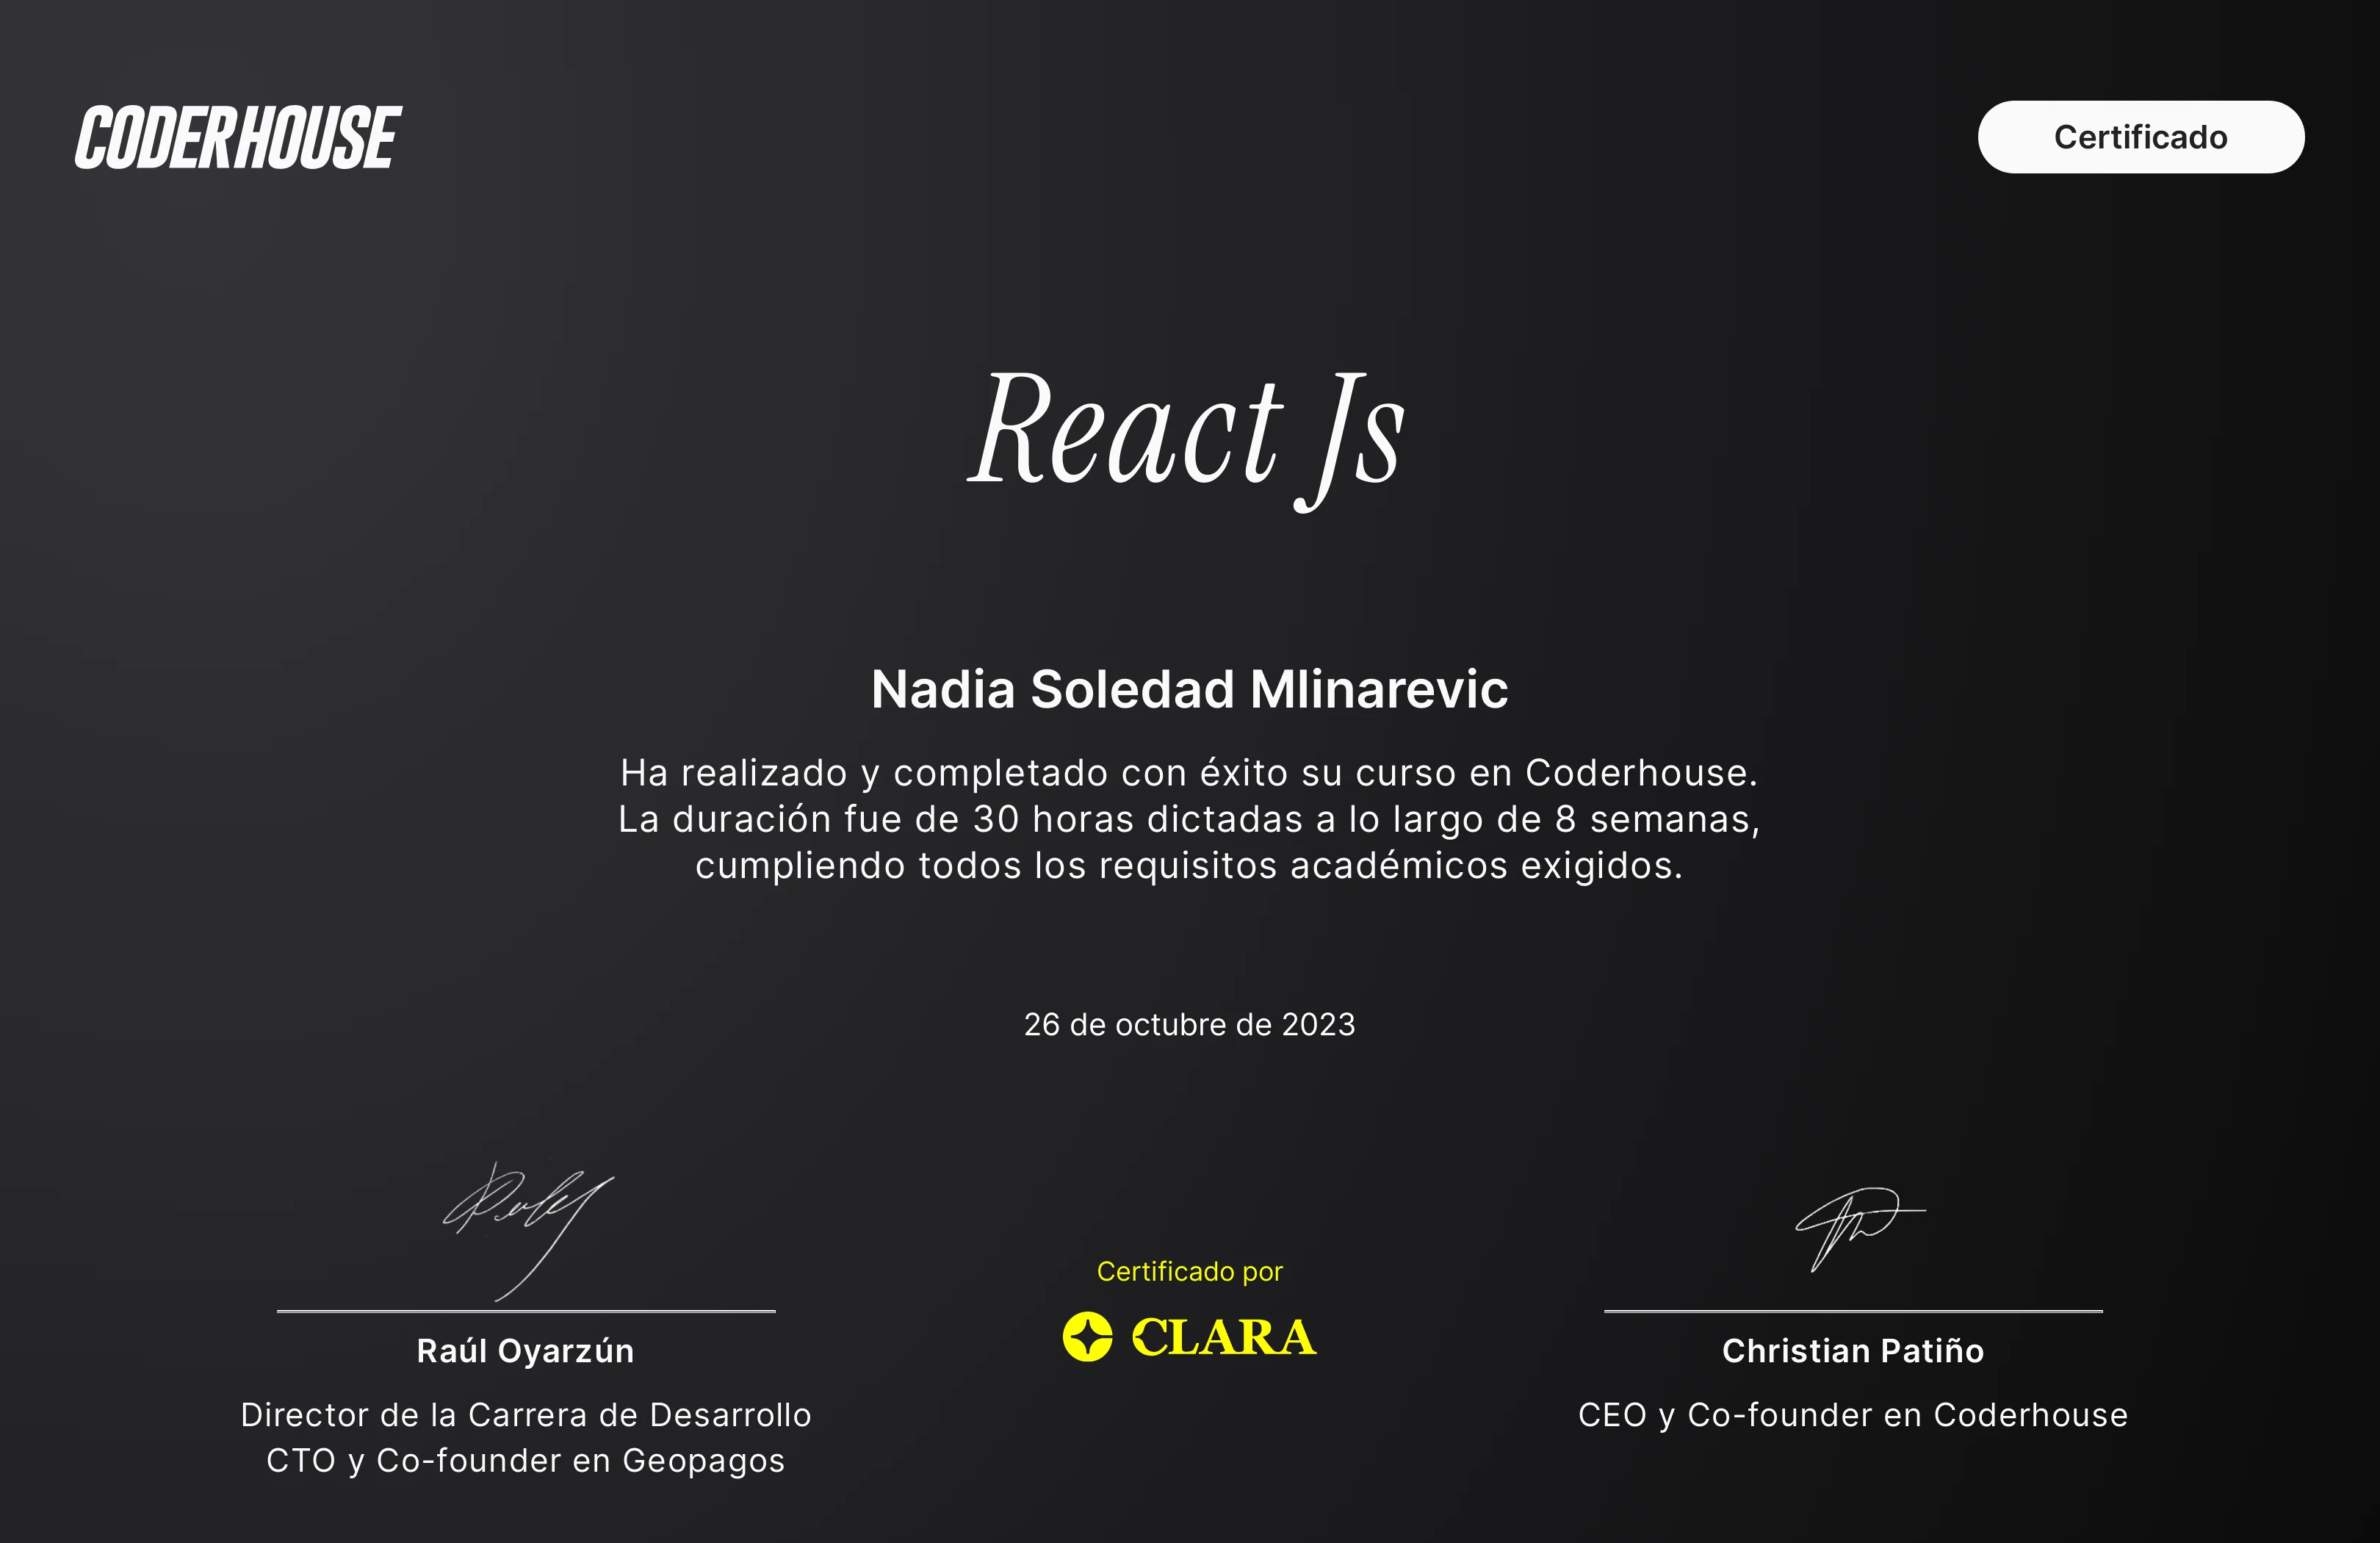 CODERHOUSE
Certificado
React Js
Nadia Soledad Mlinarevic
Ha realizado y completado con éxito su curso en Coderhouse.
La duración fue de 30 horas dictadas a lo largo de 8 semanas,
cumpliendo todos los requisitos académicos exigidos.
26 de octubre de 2023
Raúl Oyarzún
Director de la Carrera de Desarrollo
CTO y Co-founder en Geopagos
Certificado por
CLARA
Christian Patiño
CEO y Co-founder en Coderhouse